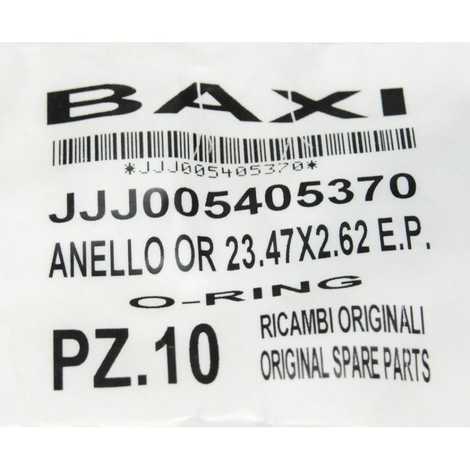 BAXI
*JJJ005405370*
JJJ005405370
ANELLO OR 23.47X2.62 E.P.
O-RING
PZ.10
RICAMBI ORIGINALI
ORIGINAL SPARE PARTS